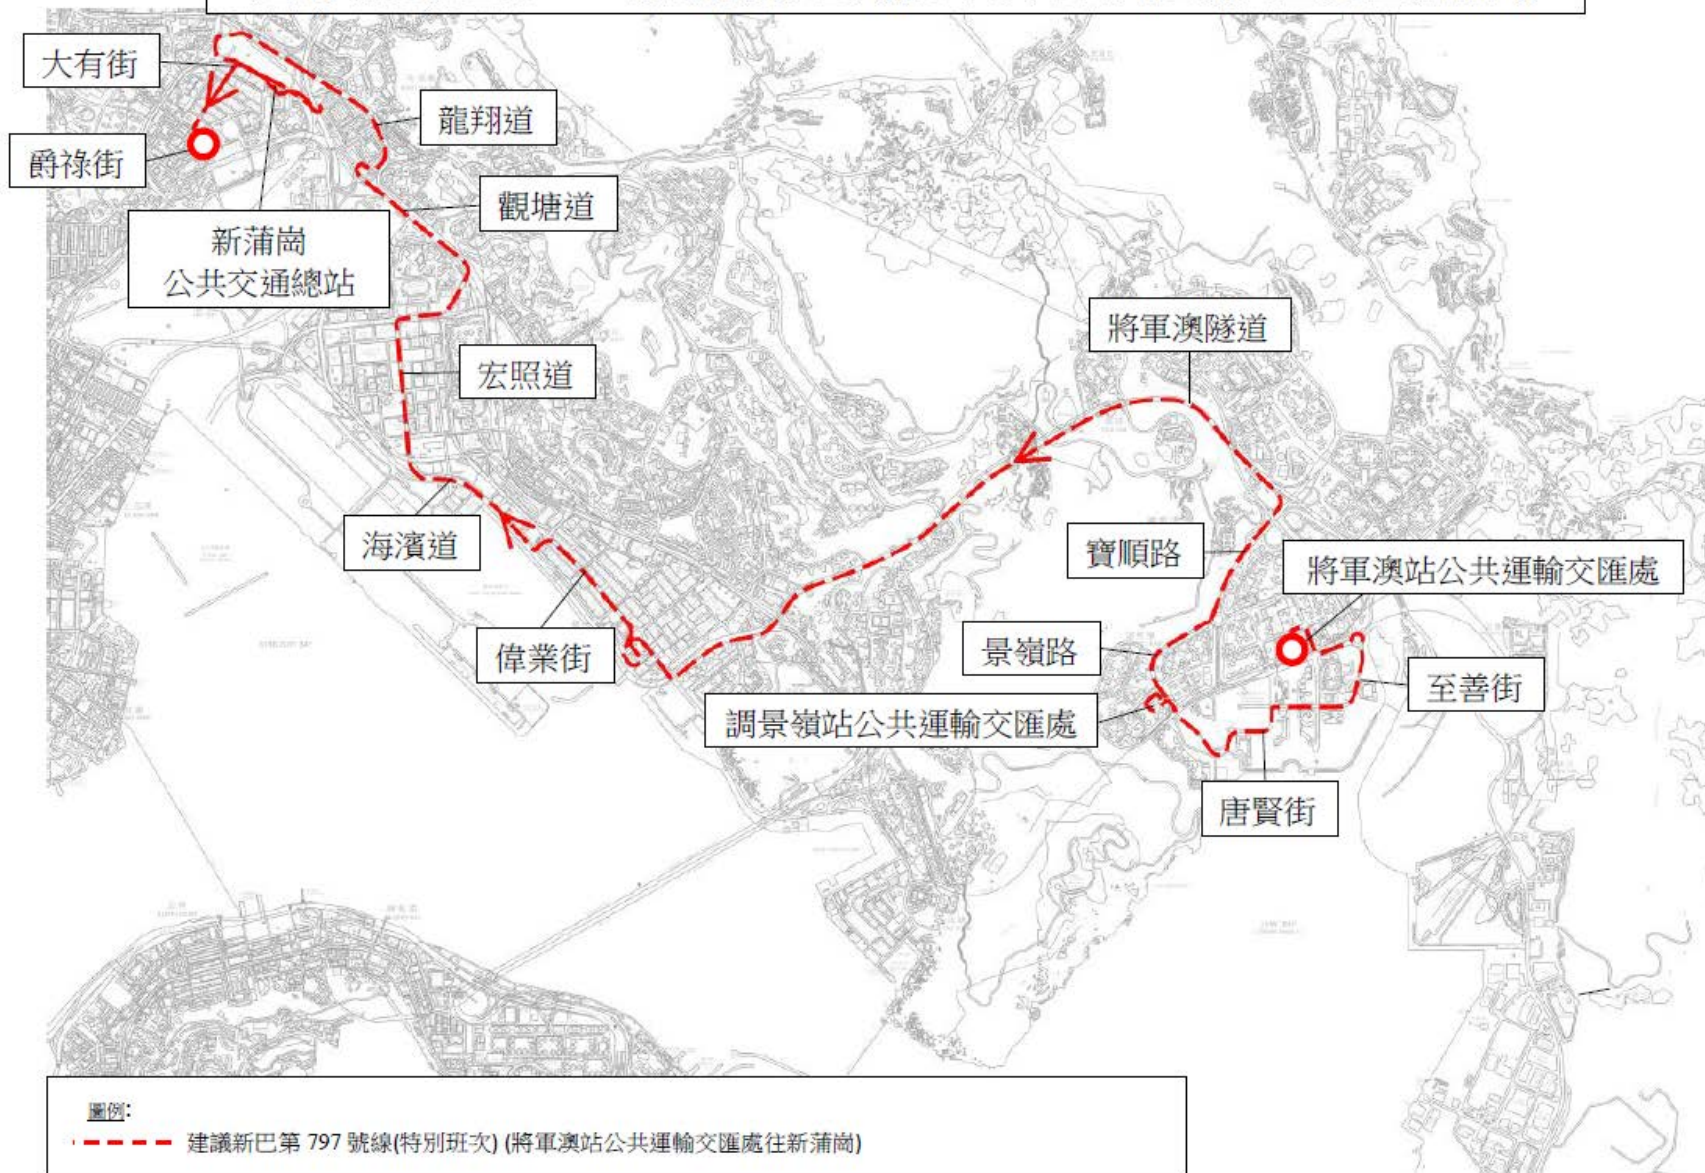 大有街
龍翔道
爵祿街
觀塘道
新蒲崗
公共交通總站
將軍澳隧道
宏照道
海濱道
寶順路
將軍澳站公共運輸交匯處
偉業街
景嶺路
至善街
調景嶺站公共運輸交匯處
唐賢街
圖例:
建議新巴第 797 號線(特別班次) (將軍澳站公共運輸交匯處往新蒲崗)